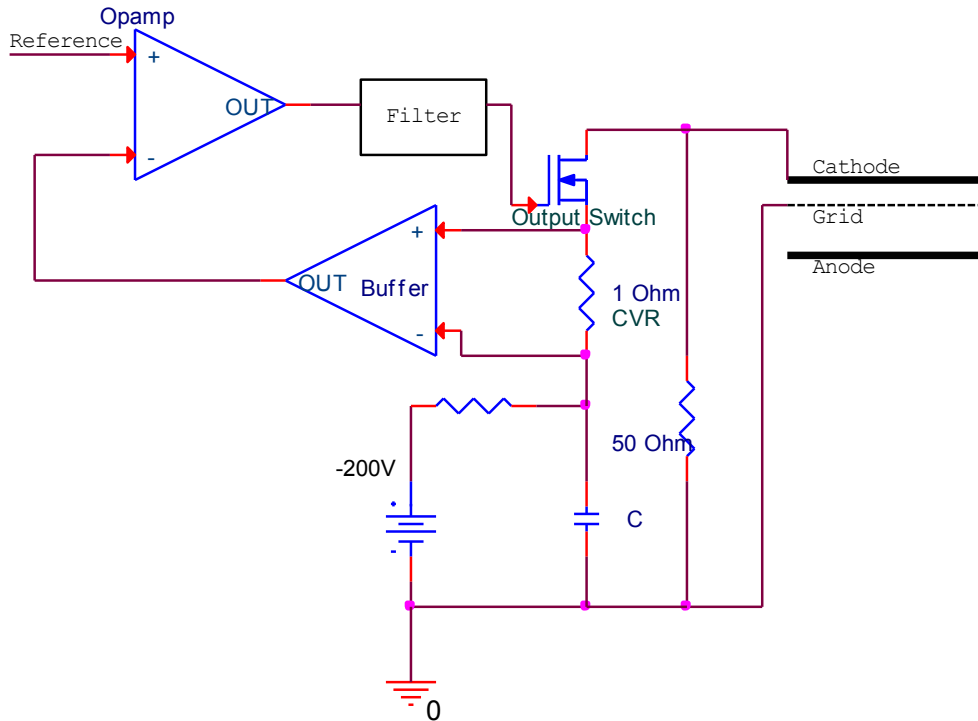 Opamp
Reference
+
OUT
-
Filter
Cathode
Grid
Anode
Output Switch
+
OUT
Buffer
-
1 Ohm
CVR
-200V
50 Ohm
+
-
C
0